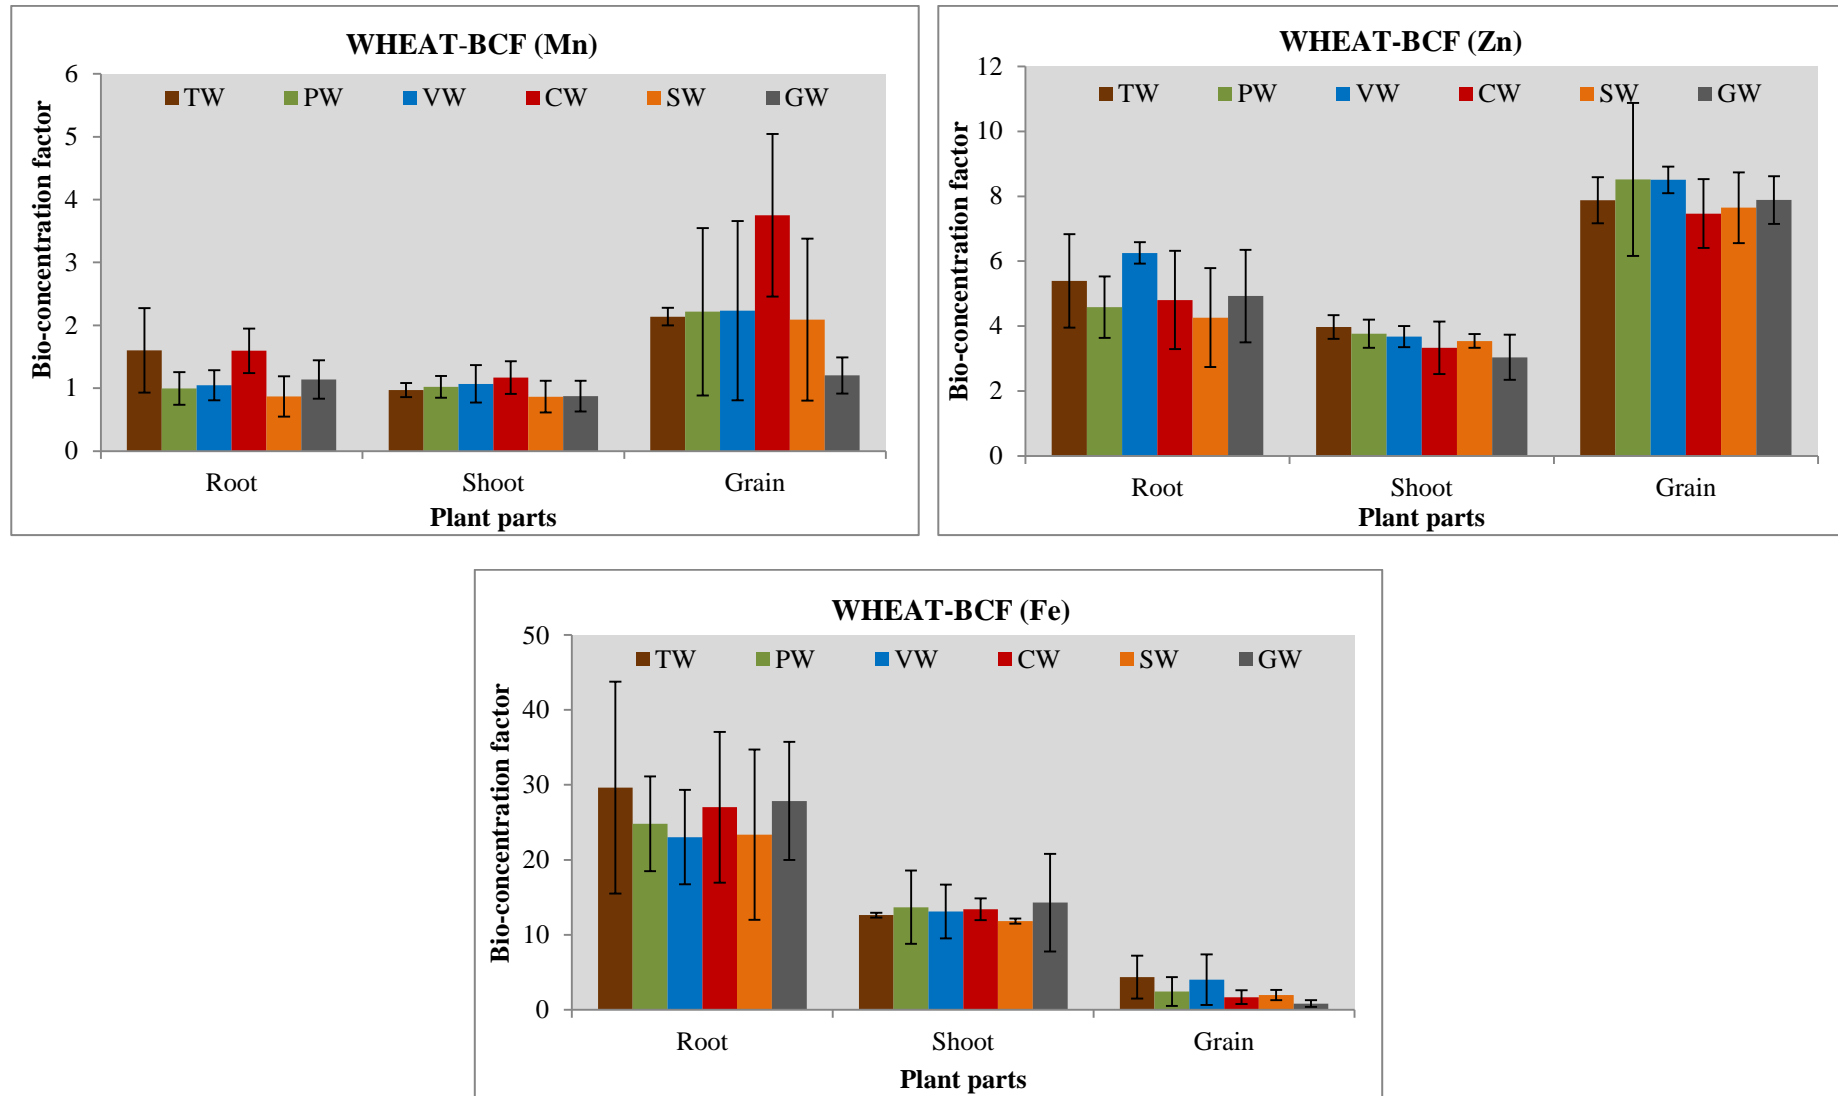 WHEAT-BCF (Mn)
Bio-concentration factor
6
5
4
3
2
1
0
TW PW VW CW SW GW
Root Shoot Grain
Plant parts
WHEAT-BCF (Zn)
Bio-concentration factor
12
10
8
6
4
2
0
TW PW VW CW SW GW
Root Shoot Grain
Plant parts
WHEAT-BCF (Fe)
Bio-concentration factor
50
40
30
20
10
0
TW PW VW CW SW GW
Root Shoot Grain
Plant parts